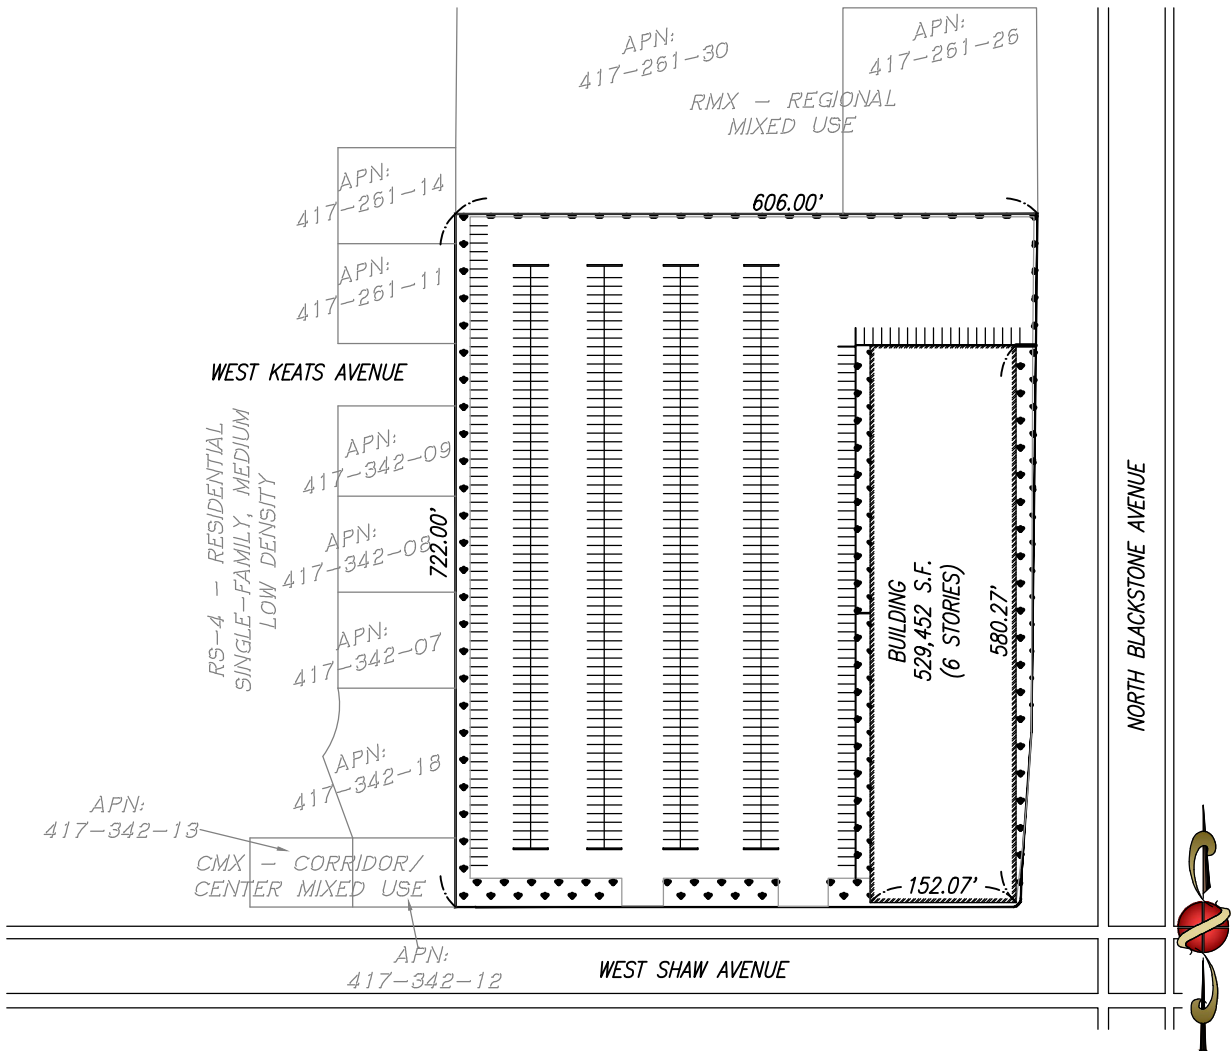 APN:
417-261-30
APN:
417-261-26
RMX - REGIONAL
MIXED USE
APN:
417-261-14
606.00'
APN:
417-261-11
WEST KEATS AVENUE
RS-4 - RESIDENTIAL
SINGLE-FAMILY, MEDIUM
LOW DENSITY
APN:
417-342-09
APN:
417-342-08
722.00'
APN:
417-342-07
APN:
417-342-18
BUILDING
529,452 S.F.
(6 STORIES)
580.27'
152.07'
NORTH BLACKSTONE AVENUE
APN:
417-342-13
CMX - CORRIDOR/
CENTER MIXED USE
APN:
417-342-12
WEST SHAW AVENUE